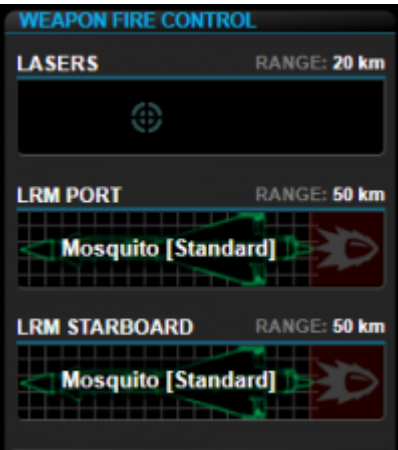 WEAPON FIRE CONTROL
LASERS RANGE: 20 km
LRM PORT RANGE: 50 km
Mosquito [Standard]
LRM STARBOARD RANGE: 50 km
Mosquito [Standard]